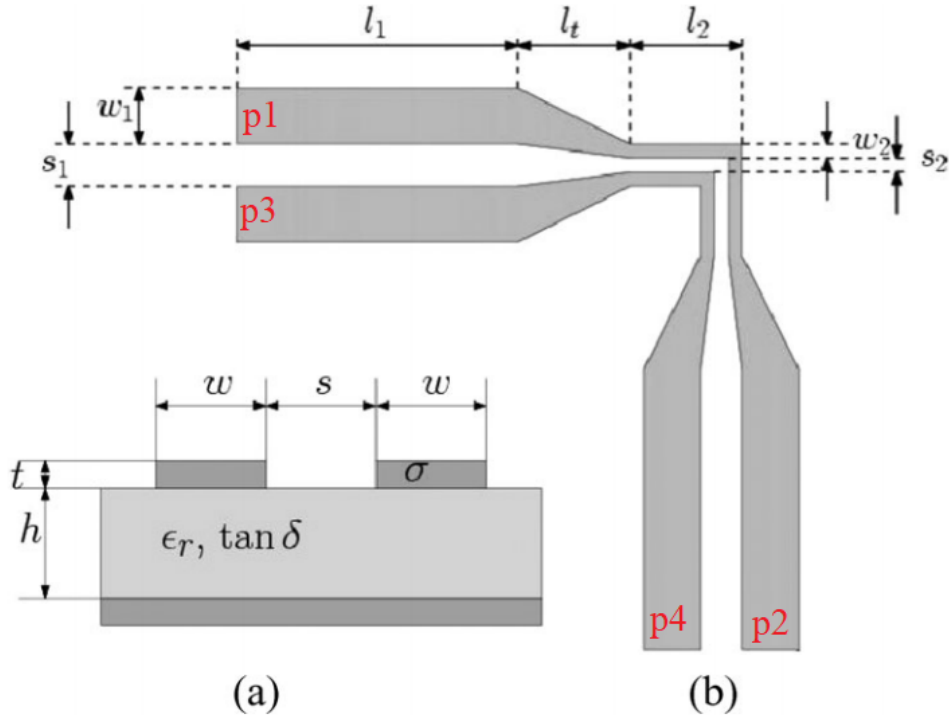 l₁ lₜ l₂
w₁ p1
s₁ w₂ s₂
p3
w s w
t σ
h
ϵᵣ, tan δ
p4 p2
(a) (b)